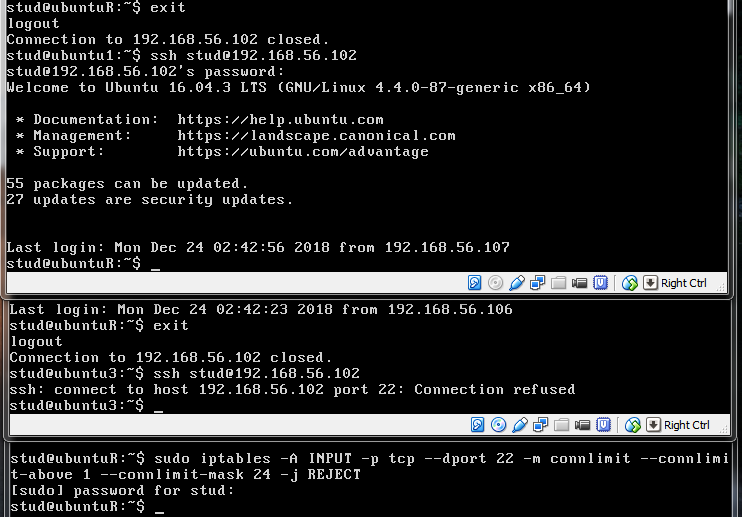 stud@ubuntuR:~$ exit
logout
Connection to 192.168.56.102 closed.
stud@ubuntu1:~$ ssh stud@192.168.56.102
stud@192.168.56.102's password:
Welcome to Ubuntu 16.04.3 LTS (GNU/Linux 4.4.0-87-generic x86_64)
* Documentation:  https://help.ubuntu.com
* Management:     https://landscape.canonical.com
* Support:        https://ubuntu.com/advantage
55 packages can be updated.
27 updates are security updates.
Last login: Mon Dec 24 02:42:56 2018 from 192.168.56.107
stud@ubuntuR:~$ _
Right Ctrl
Last login: Mon Dec 24 02:42:23 2018 from 192.168.56.106
stud@ubuntuR:~$ exit
logout
Connection to 192.168.56.102 closed.
stud@ubuntu3:~$ ssh stud@192.168.56.102
ssh: connect to host 192.168.56.102 port 22: Connection refused
stud@ubuntu3:~$ _
Right Ctrl
stud@ubuntuR:~$ sudo iptables -A INPUT -p tcp --dport 22 -m connlimit --connlimi
t-above 1 --connlimit-mask 24 -j REJECT
[sudo] password for stud:
stud@ubuntuR:~$ _